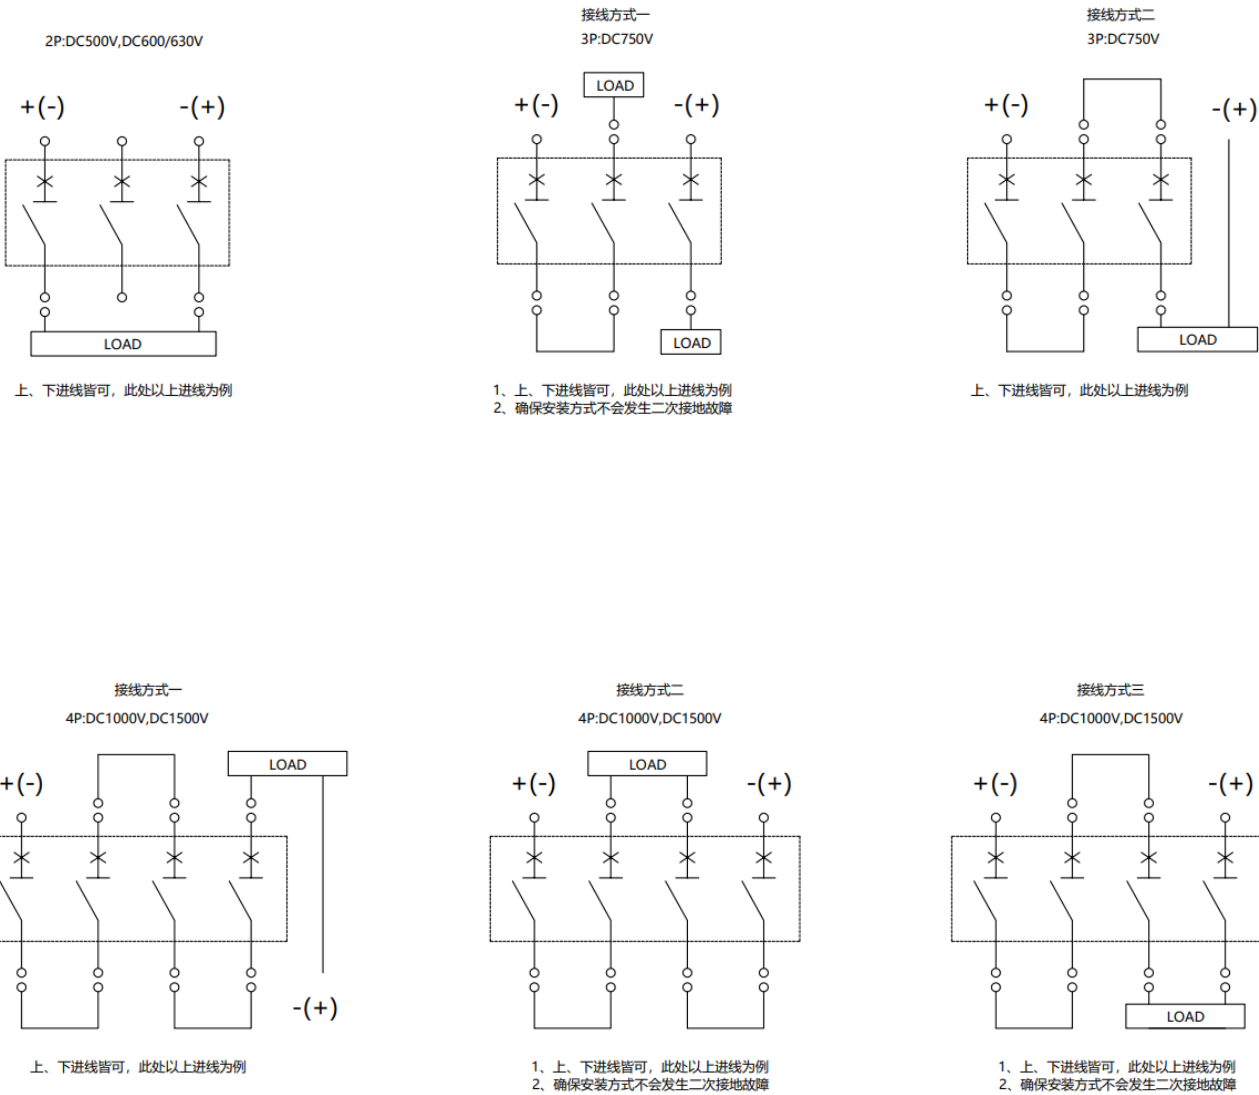 2P:DC500V,DC600/630V
+(-)
-(+)
LOAD
上、下进线皆可，此处以上进线为例
接线方式一
3P:DC750V
LOAD
+(-)
-(+)
LOAD
1、上、下进线皆可，此处以上进线为例
2、确保安装方式不会发生二次接地故障
接线方式二
3P:DC750V
+(-)
-(+)
LOAD
上、下进线皆可，此处以上进线为例
接线方式一
4P:DC1000V,DC1500V
LOAD
+(-)
-(+)
上、下进线皆可，此处以上进线为例
接线方式二
4P:DC1000V,DC1500V
LOAD
+(-)
-(+)
1、上、下进线皆可，此处以上进线为例
2、确保安装方式不会发生二次接地故障
接线方式三
4P:DC1000V,DC1500V
+(-)
-(+)
LOAD
1、上、下进线皆可，此处以上进线为例
2、确保安装方式不会发生二次接地故障